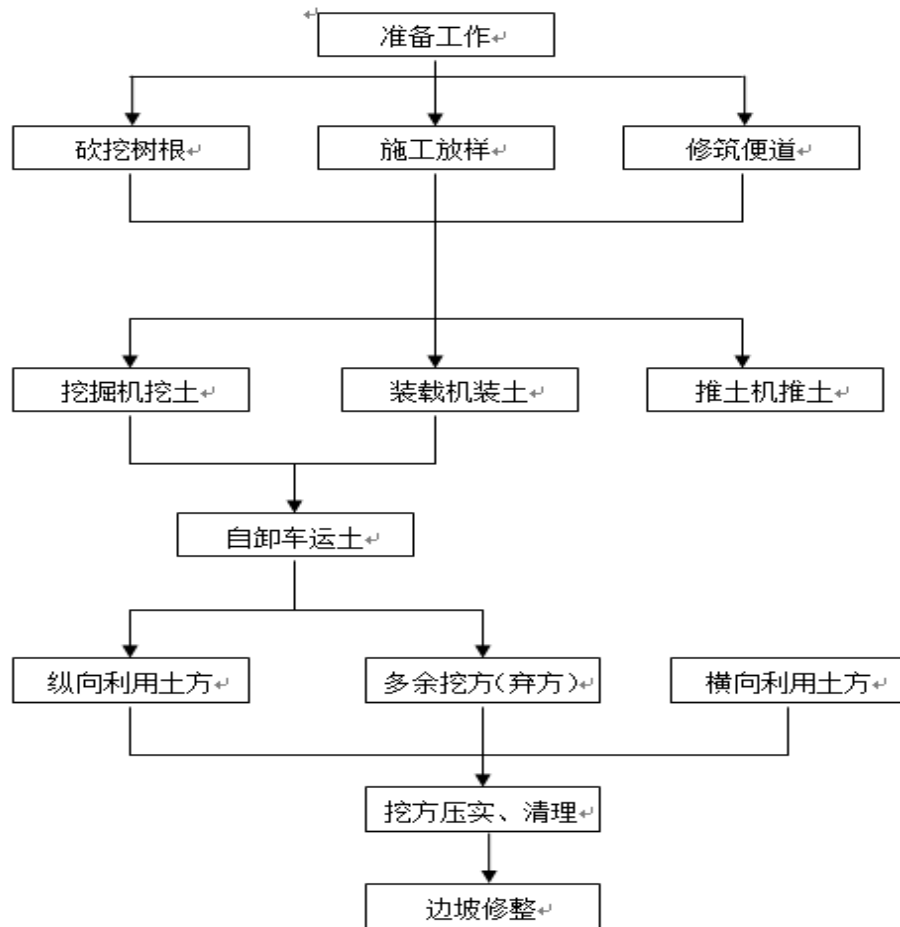 准备工作
砍挖树根
施工放样
修筑便道
挖掘机挖土
装载机装土
推土机推土
自卸车运土
纵向利用土方
多余挖方(弃方)
横向利用土方
挖方压实、清理
边坡修整